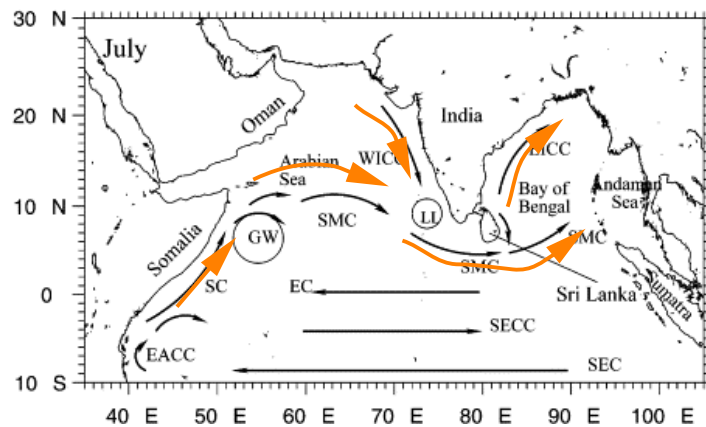 30 N
20 N
10 N
0
10 S
July
Oman
India
Arabian
Sea
WICC
EICC
Bay of
Bengal
Andaman
Sea
Somalia
GW
SMC
SMC
SMC
SC
EC
Sri Lanka
Sumatra
SECC
EACC
SEC
40 E 50 E 60 E 70 E 80 E 90 E 100 E